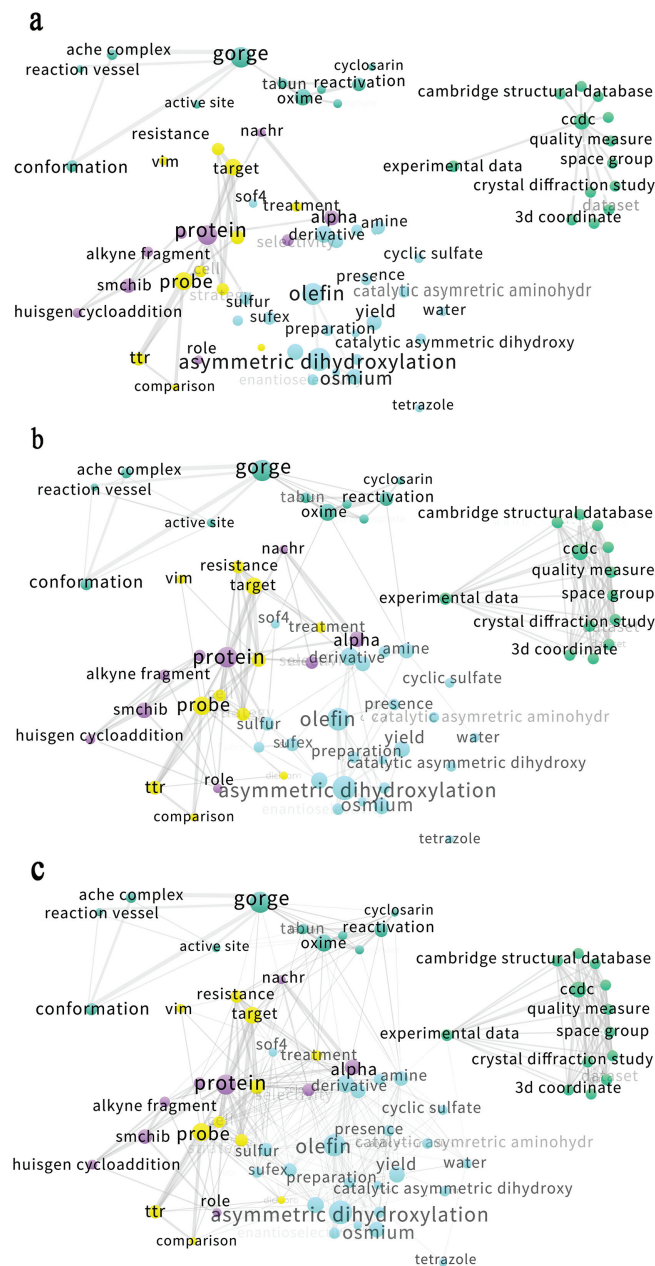 a
ache complex
gorge
reaction vessel
cyclosarin
tabun
reactivation
oxime
cambridge structural database
active site
ccdc
resistance
nachr
quality measure
conformation
vim
target
experimental data
space group
sof4
treatment
crystal diffraction study
dataset
alpha
amine
3d coordinate
protein
derivative
selectivity
alkyne fragment
cyclic sulfate
cell
probe
presence
smchib
strategy
sulfur
olefin
catalytic asymretric aminohydr
huisgen cycloaddition
sufex
yield
water
preparation
catalytic asymmetric dihydroxy
ttr
role
asymmetric dihydroxylation
comparison
osmium
tetrazole
b
ache complex
gorge
reaction vessel
cyclosarin
tabun
reactivation
oxime
cambridge structural database
active site
nachr
ccdc
resistance
quality measure
conformation
vim
target
experimental data
space group
sof4
treatment
crystal diffraction study
dataset
alpha
amine
3d coordinate
protein
derivative
alkyne fragment
cyclic sulfate
probe
presence
smchib
sulfur
olefin
catalytic asymretric aminohydr
huisgen cycloaddition
sufex
yield
water
preparation
catalytic asymmetric dihydroxy
ttr
role
asymmetric dihydroxylation
comparison
osmium
tetrazole
c
ache complex
gorge
reaction vessel
cyclosarin
tabun
reactivation
oxime
active site
cambridge structural database
nachr
ccdc
resistance
conformation
vim
target
quality measure
experimental data
space group
sof4
treatment
crystal diffraction study
alpha
amine
dataset
protein
derivative
3d coordinate
selectivity
alkyne fragment
cyclic sulfate
smchib
probe
presence
sulfur
olefin
catalytic asymretric aminohydr
huisgen cycloaddition
sufex
yield
water
preparation
catalytic asymmetric dihydroxy
ttr
role
asymmetric dihydroxylation
comparison
osmium
tetrazole